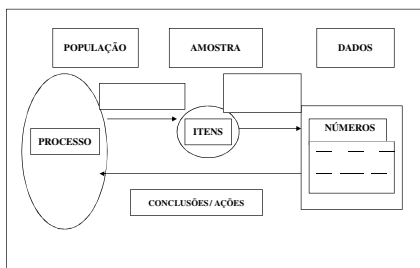 POPULAÇÃO AMOSTRA DADOS
PROCESSO ITENS NÚMEROS
CONCLUSÕES/ AÇÕES